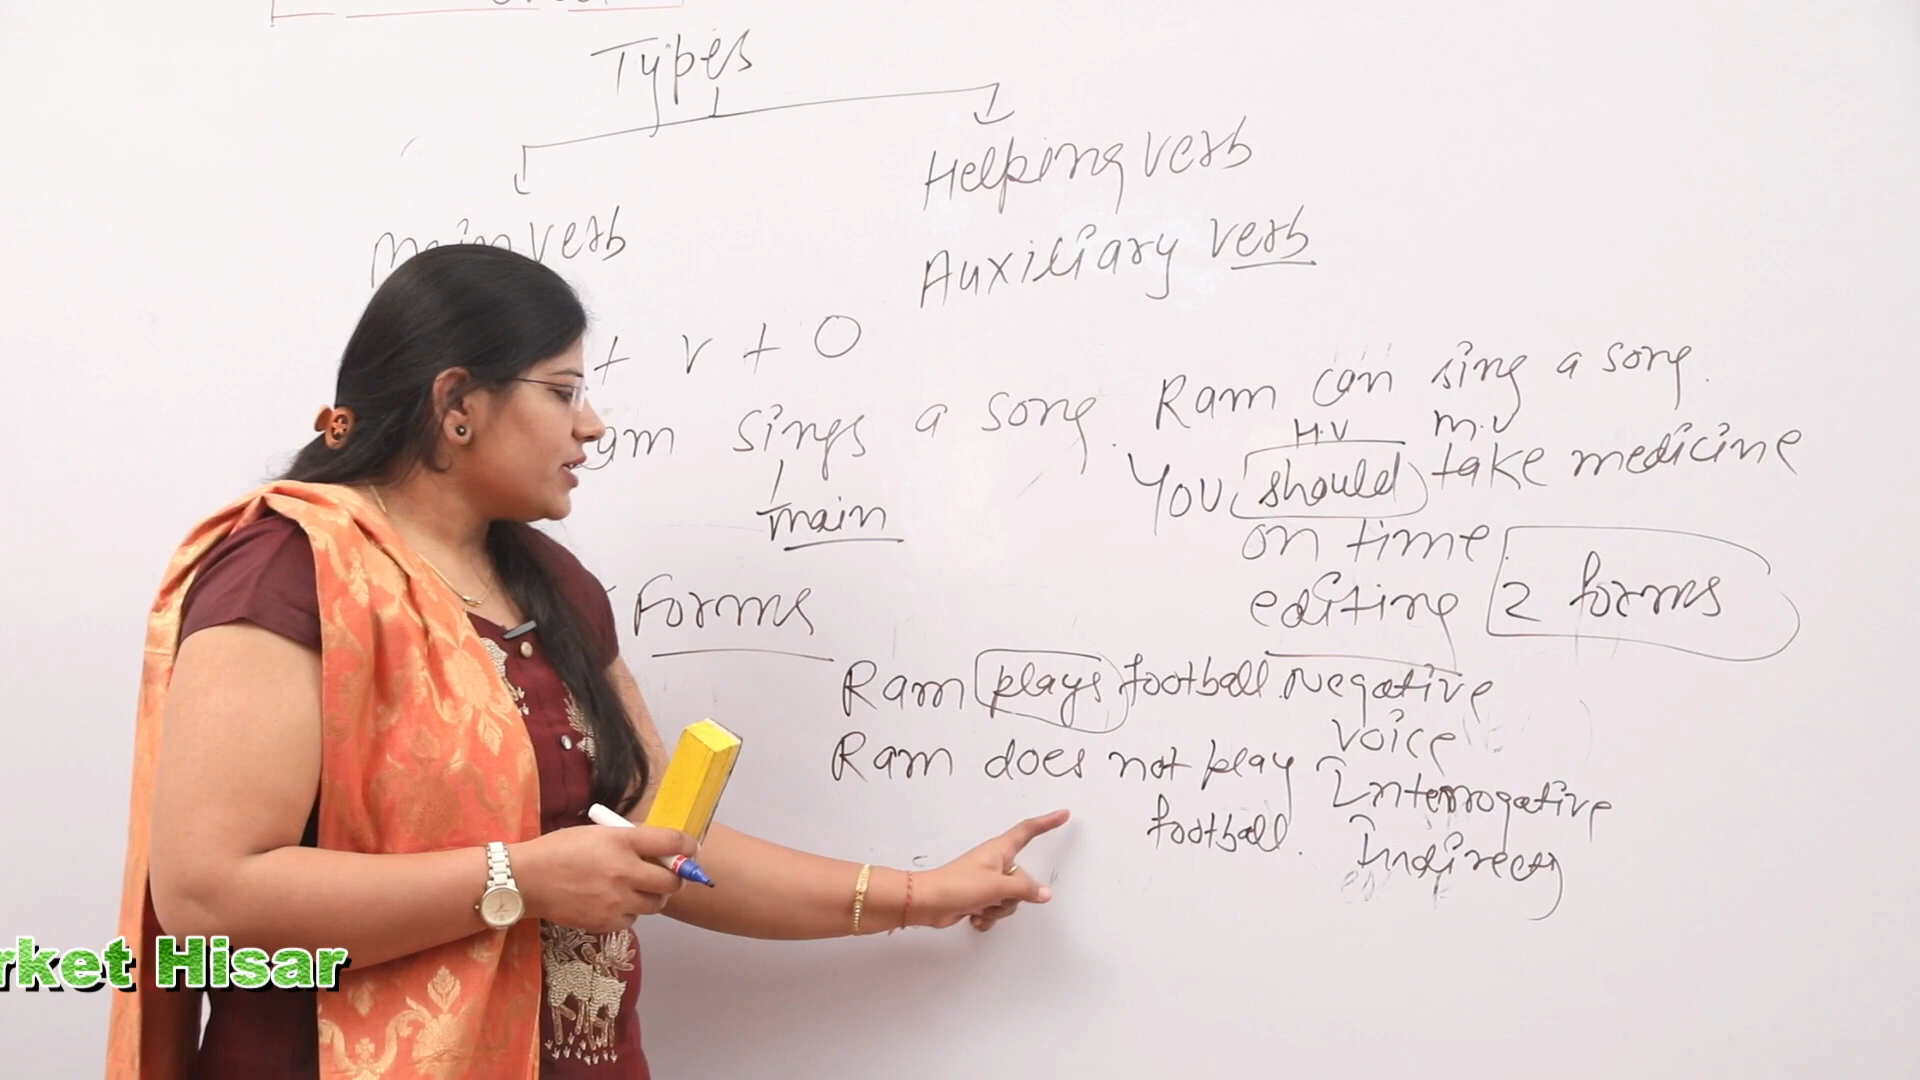 Types
Main verb
Helping verb
Auxiliary verb
+ V + O
am sings a song.
main
Forms
Ram can sing a song.
H.V M.V
You should take medicine
on time
editing 2 forms
Ram plays football. Negative
voice
Ram does not play Interrogative
football. Indirect
rket Hisar